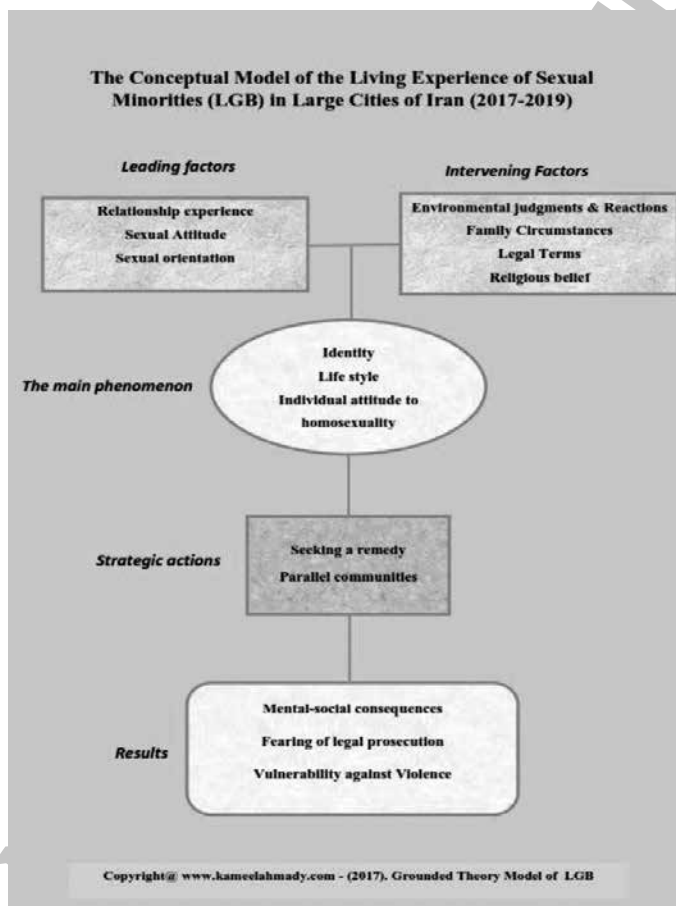 The Conceptual Model of the Living Experience of Sexual
Minorities (LGB) in Large Cities of Iran (2017-2019)
Leading factors
Intervening Factors
Relationship experience
Sexual Attitude
Sexual orientation
Environmental judgments & Reactions
Family Circumstances
Legal Terms
Religious belief
The main phenomenon
Identity
Life style
Individual attitude to
homosexuality
Strategic actions
Seeking a remedy
Parallel communities
Results
Mental-social consequences
Fearing of legal prosecution
Vulnerability against Violence
Copyright@ www.kameelahmady.com - (2017). Grounded Theory Model of LGB